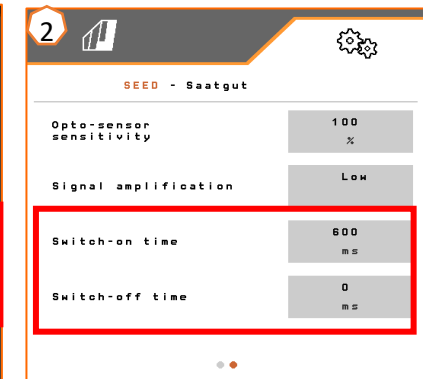 2
SEED - Saatgut
Opto-sensor
sensitivity
100
%
Signal amplification
Low
Switch-on time
600
ms
Switch-off time
0
ms